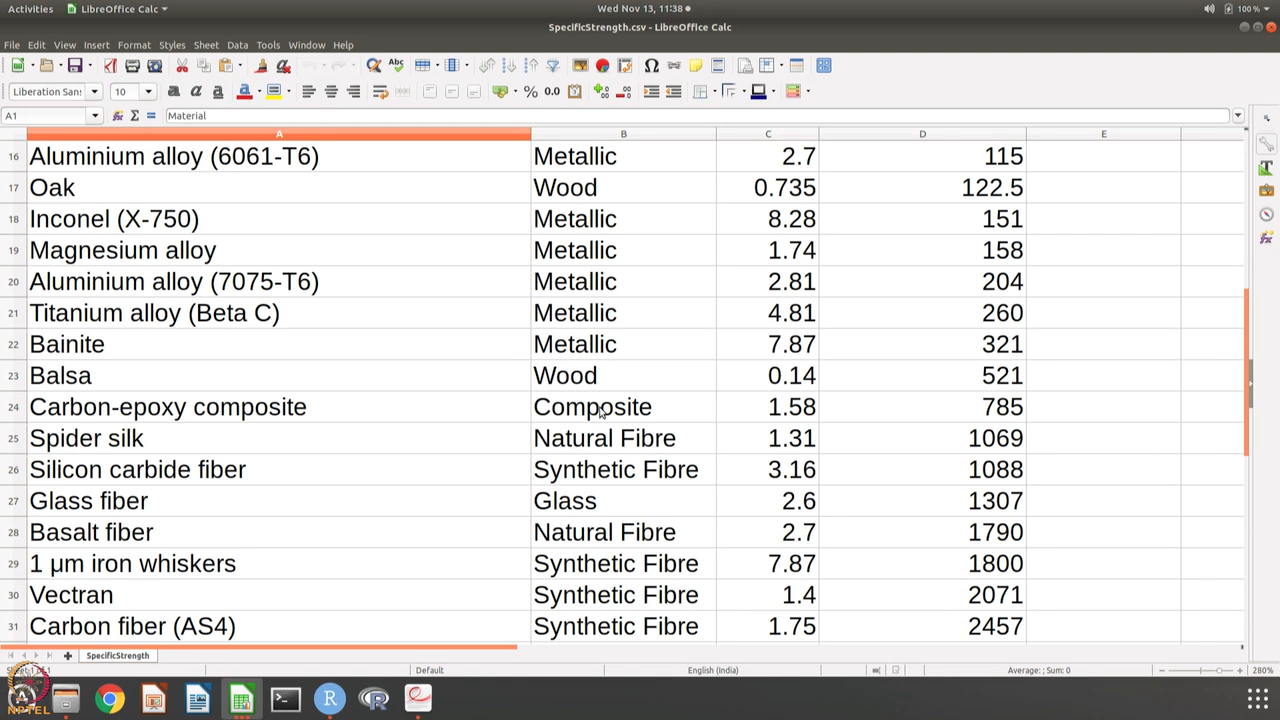 Activities LibreOffice Calc Wed Nov 13, 11:38 100 %
SpecificStrength.csv - LibreOffice Calc
File Edit View Insert Format Styles Sheet Data Tools Window Help
Liberation Sans 10
A1 Material
A B C D E
16 Aluminium alloy (6061-T6) Metallic 2.7 115
17 Oak Wood 0.735 122.5
18 Inconel (X-750) Metallic 8.28 151
19 Magnesium alloy Metallic 1.74 158
20 Aluminium alloy (7075-T6) Metallic 2.81 204
21 Titanium alloy (Beta C) Metallic 4.81 260
22 Bainite Metallic 7.87 321
23 Balsa Wood 0.14 521
24 Carbon-epoxy composite Composite 1.58 785
25 Spider silk Natural Fibre 1.31 1069
26 Silicon carbide fiber Synthetic Fibre 3.16 1088
27 Glass fiber Glass 2.6 1307
28 Basalt fiber Natural Fibre 2.7 1790
29 1 μm iron whiskers Synthetic Fibre 7.87 1800
30 Vectran Synthetic Fibre 1.4 2071
31 Carbon fiber (AS4) Synthetic Fibre 1.75 2457
SpecificStrength
Default English (India) Average: ; Sum: 0 280%
NPTEL